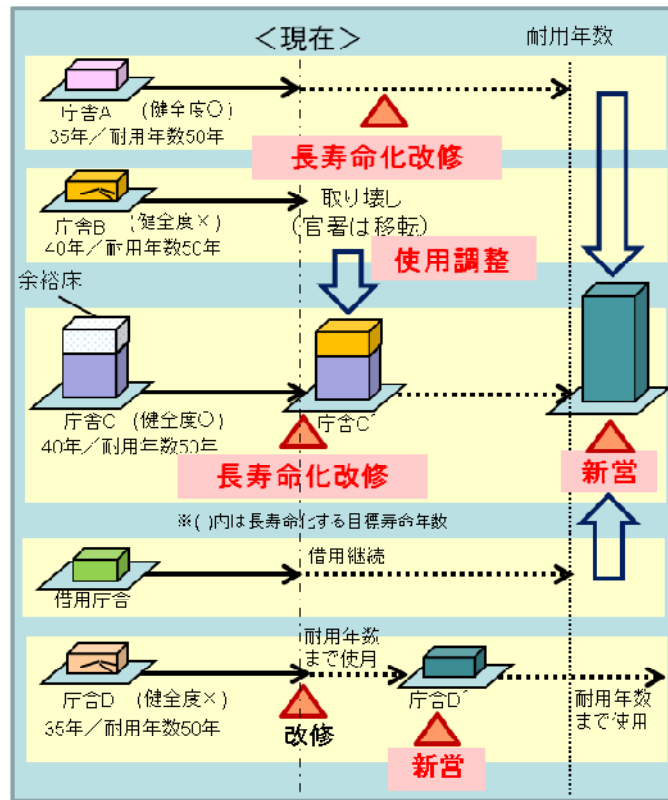 ＜現在＞
耐用年数
庁舎A　(健全度○)
35年／耐用年数50年
長寿命化改修
庁舎B　(健全度×)
40年／耐用年数50年
取り壊し
(官署は移転)
使用調整
余裕床
庁舎C　(健全度○)
40年／耐用年数50年
庁舎C´
長寿命化改修
新営
※( )内は長寿命化する目標寿命年数
借用庁舎
借用継続
庁舎D　(健全度×)
35年／耐用年数50年
耐用年数
まで使用
改修
庁舎D´
新営
耐用年数
まで使用